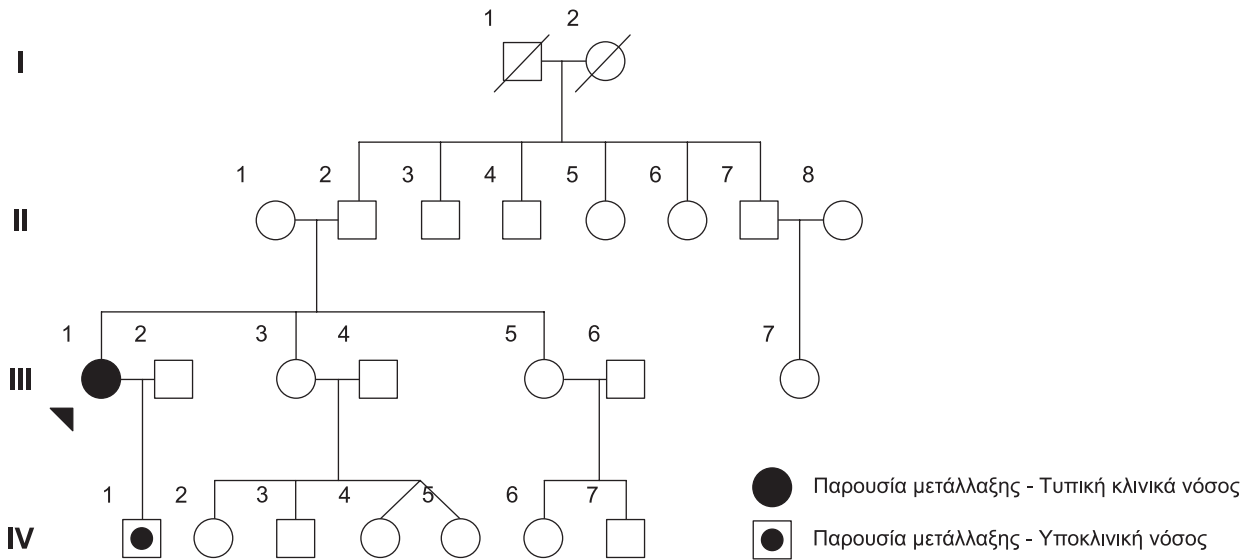 1 2
I
1 2 3 4 5 6 7 8
II
1 2 3 4 5 6 7
III
1 2 3 4 5 6 7
IV
Παρουσία μετάλλαξης - Τυπική κλινικά νόσος
Παρουσία μετάλλαξης - Υποκλινική νόσος